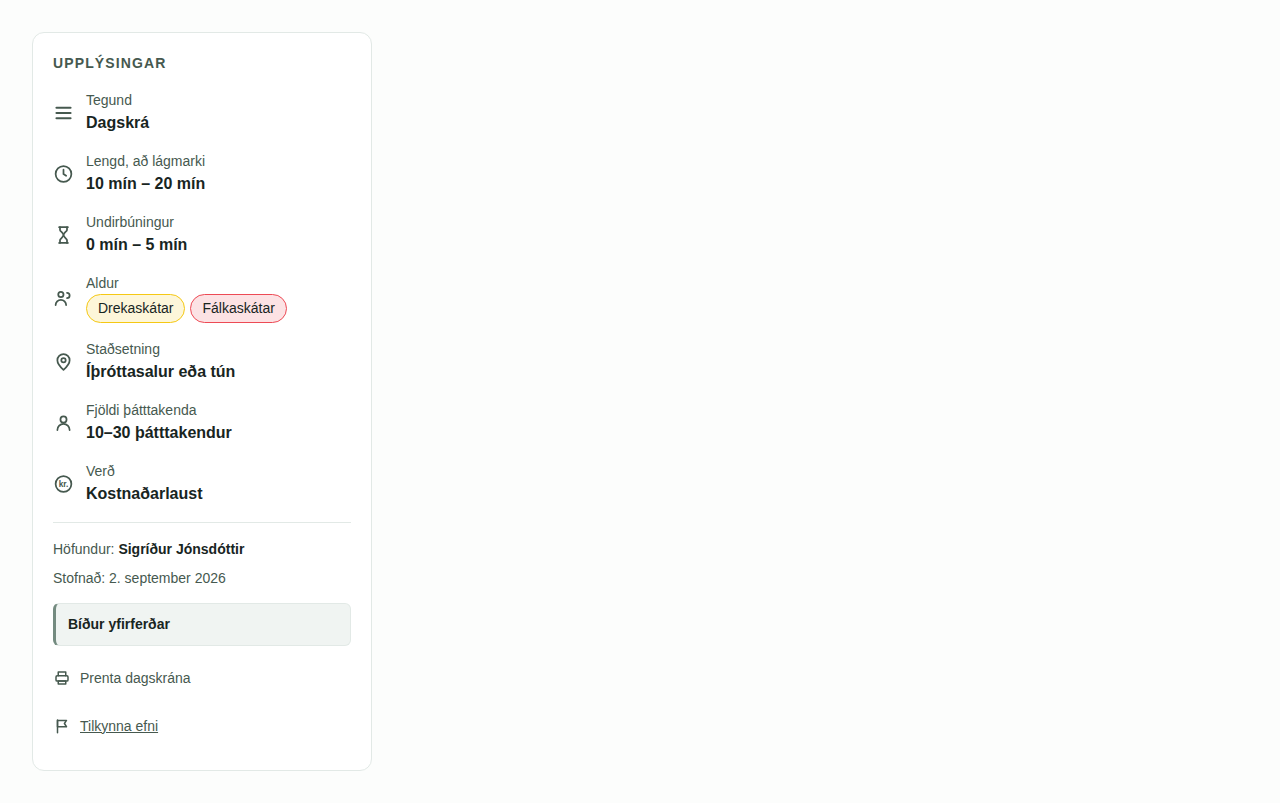 UPPLÝSINGAR
Tegund
Dagskrá
Lengd, að lágmarki
10 mín – 20 mín
Undirbúningur
0 mín – 5 mín
Aldur
Drekaskátar Fálkaskátar
Staðsetning
Íþróttasalur eða tún
Fjöldi þátttakenda
10–30 þátttakendur
kr. Verð
Kostnaðarlaust
Höfundur: Sigríður Jónsdóttir
Stofnað: 2. september 2026
Bíður yfirferðar
Prenta dagskrána
Tilkynna efni